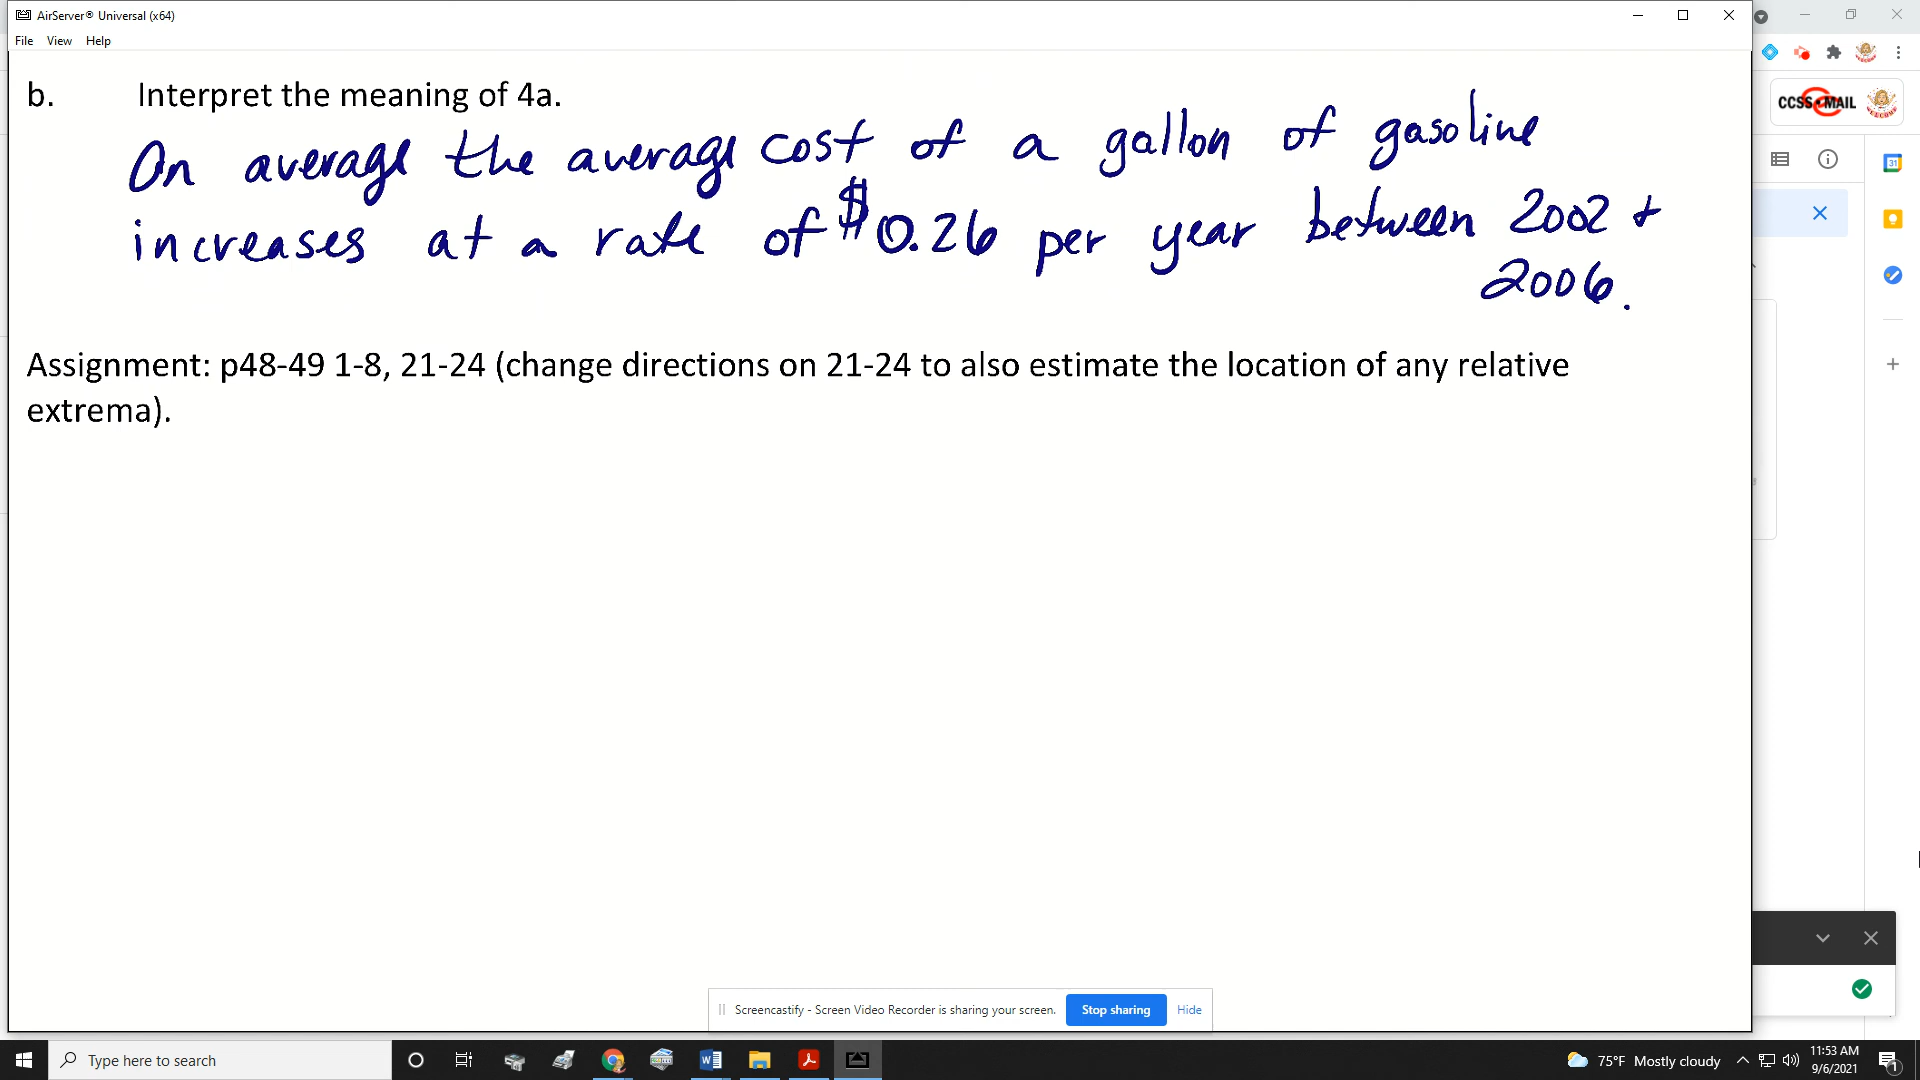 AirServer® Universal (x64)
File View Help
CCSS MAIL
31
b. Interpret the meaning of 4a.
On average the average cost of a gallon of gasoline
increases at a rate of $0.26 per year between 2002 +
2006.
Assignment: p48-49 1-8, 21-24 (change directions on 21-24 to also estimate the location of any relative
extrema).
Screencastify - Screen Video Recorder is sharing your screen. Stop sharing Hide
Type here to search
75°F Mostly cloudy
11:53 AM
9/6/2021
1